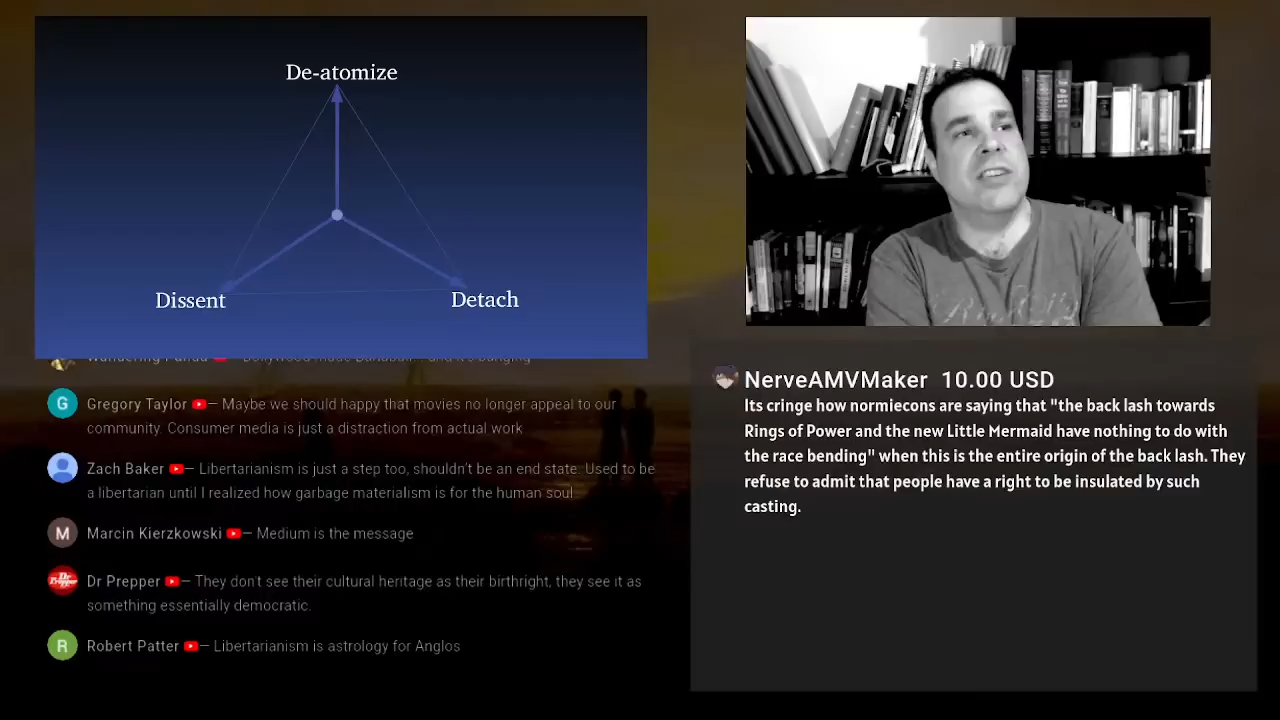 De-atomize
Dissent
Detach
Gregory Taylor — Maybe we should happy that movies no longer appeal to our
community. Consumer media is just a distraction from actual work
Zach Baker — Libertarianism is just a step too, shouldn't be an end state. Used to be
a libertarian until I realized how garbage materialism is for the human soul
M
Marcin Kierzkowski — Medium is the message
Dr Prepper — They don't see their cultural heritage as their birthright, they see it as
something essentially democratic.
R
Robert Patter — Libertarianism is astrology for Anglos
G
NerveAMVMaker 10.00 USD
Its cringe how normiecons are saying that "the back lash towards
Rings of Power and the new Little Mermaid have nothing to do with
the race bending" when this is the entire origin of the back lash. They
refuse to admit that people have a right to be insulated by such
casting.